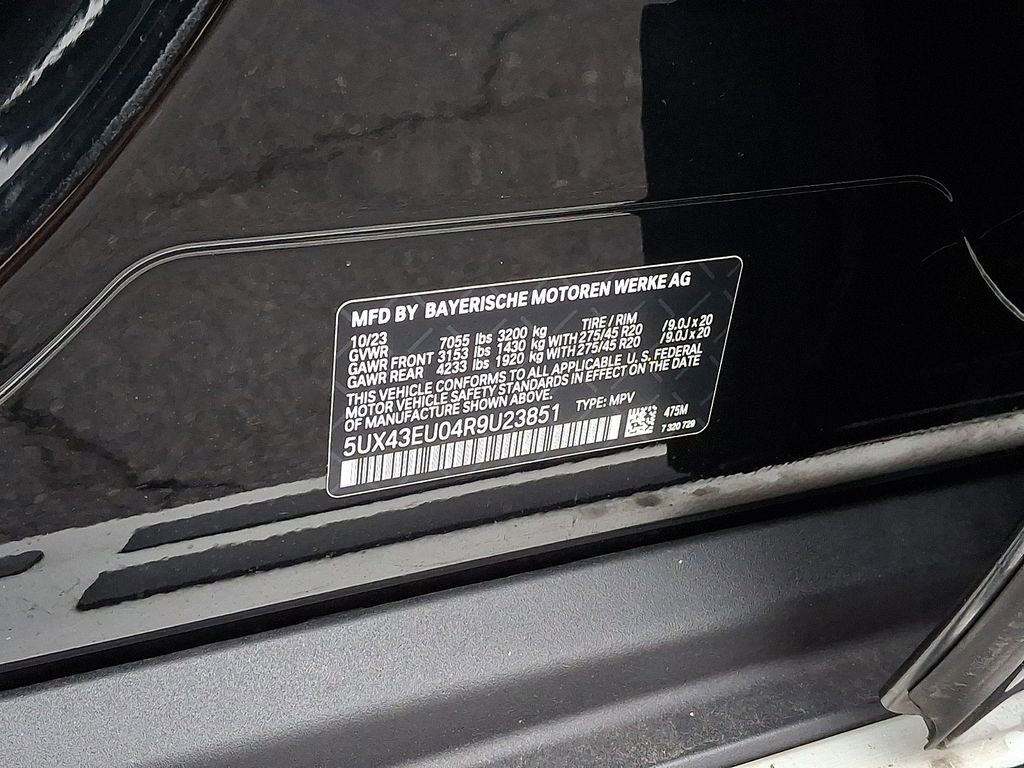 MFD BY BAYERISCHE MOTOREN WERKE AG
10/23 TIRE / RIM
GVWR 7055 lbs 3200 kg
GAWR FRONT 3153 lbs 1430 kg WITH 275/45 R20 /9.0J x 20
GAWR REAR 4233 lbs 1920 kg WITH 275/45 R20 /9.0J x 20
THIS VEHICLE CONFORMS TO ALL APPLICABLE U.S. FEDERAL
MOTOR VEHICLE SAFETY STANDARDS IN EFFECT ON THE DATE
OF MANUFACTURE SHOWN ABOVE.
5UX43EU04R9U23851 TYPE: MPV
475M
7 320 729